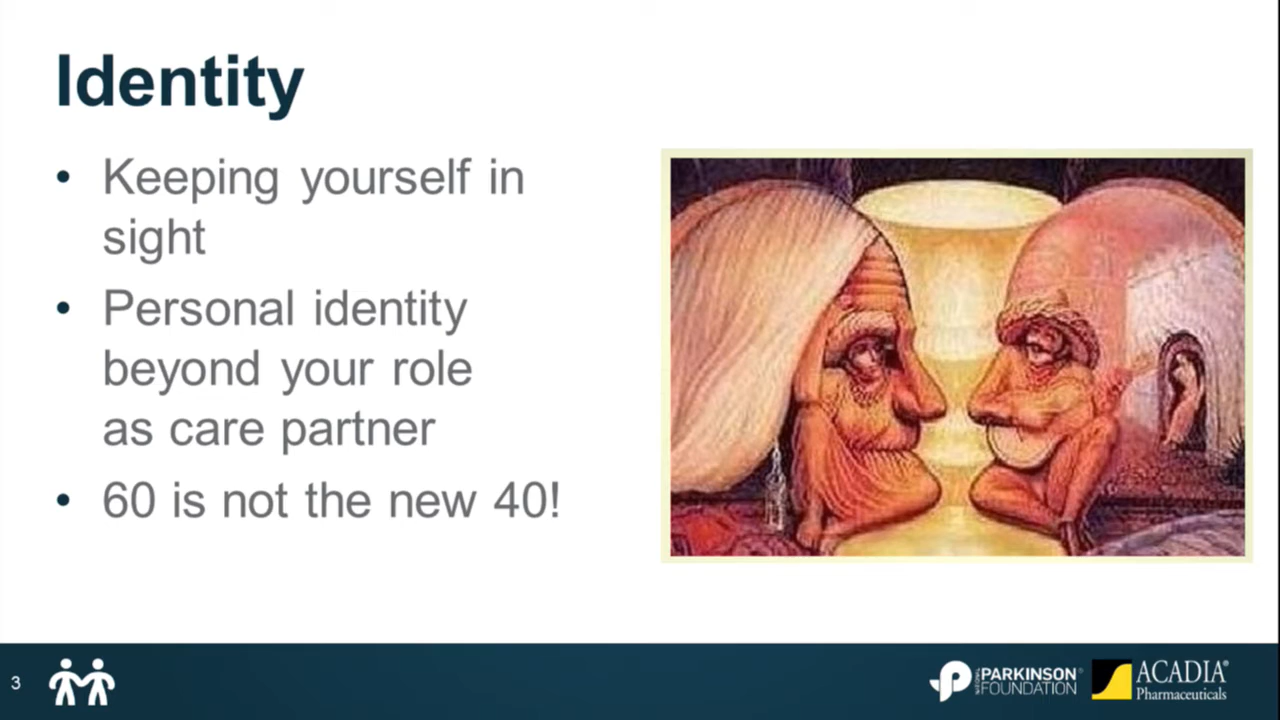 Identity
• Keeping yourself in
sight
• Personal identity
beyond your role
as care partner
• 60 is not the new 40!
3
NATIONAL
PARKINSON®
FOUNDATION
ACADIA®
Pharmaceuticals